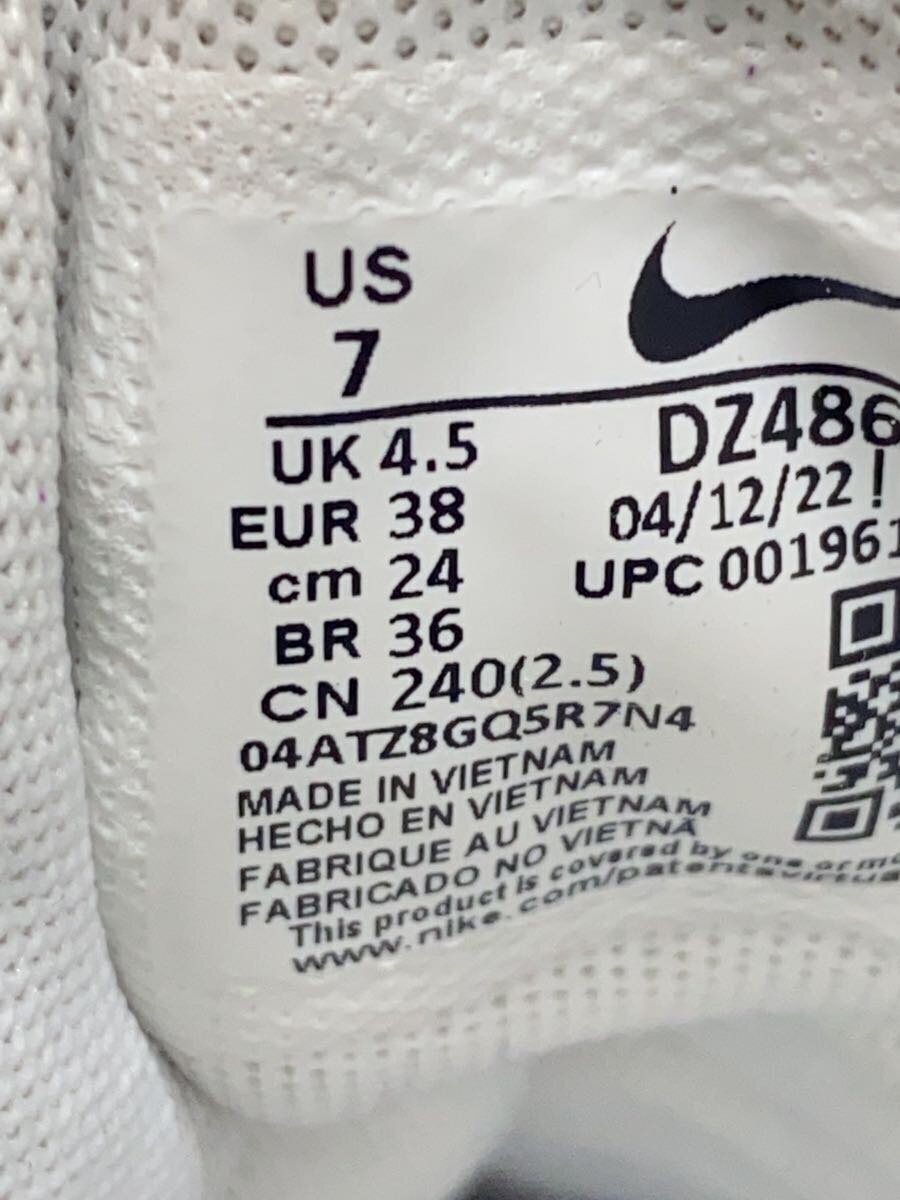 US
7
UK 4.5
EUR 38
cm 24
BR 36
CN 240(2.5)
04ATZ8GQ5R7N4
MADE IN VIETNAM
HECHO EN VIETNAM
FABRIQUE AU VIETNAM
FABRICADO NO VIETNÃ
This product is covered by one or
www.nike.com/patentsvirtua
DZ486
04/12/22!
UPC 001961